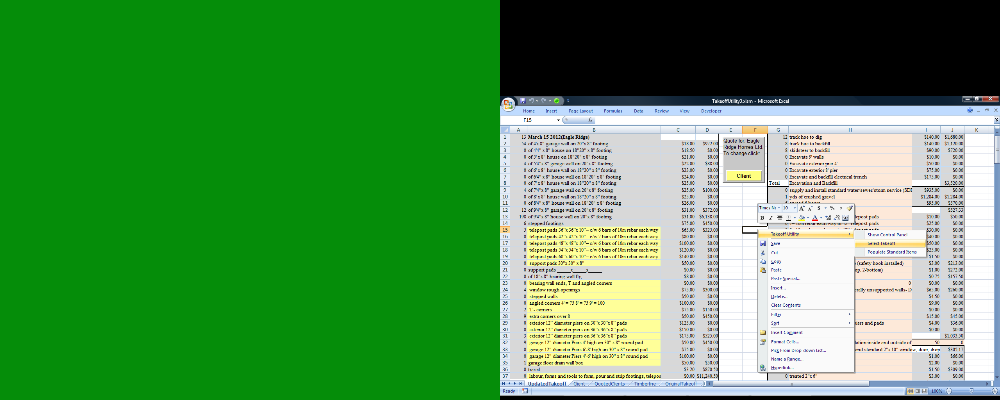 TakeoffUtility3.xlsm - Microsoft Excel
Home Insert Page Layout Formulas Data Review View Developer
F15 fx
A B C D E F G H I J K
1 13 March 15 2012(Eagle Ridge) 12 track hoe to dig $140.00 $1,680.00
2 54 of 4'x 8" garage wall on 20"x 8" footing $18.00 $972.00 8 track hoe to backfill $140.00 $1,120.00
3 0 of 4'4" x 8" house on 18"20" x 8" footing $18.50 $0.00 8 skidsteer to backfill $90.00 $720.00
4 0 of 5' x 8" house on 18"20" x 8" footing $21.00 $0.00 0 Excavate 9' walls $10.00 $0.00
5 4 of 5'4"x 8" garage wall on 20"x 8" footing $22.00 $88.00 0 Excavate exterior pier 4' $50.00 $0.00
6 0 of 6' x 8" house wall on 18"20" x 8" footing $23.00 $0.00 0 Excavate exterior 8' pier $75.00 $0.00
7 0 of 6'4" x 8" house wall on 18"20" x 8" footing $24.00 $0.00 0 Excavate and backfill electrical trench $175.00 $0.00
8 0 of 7' x 8" house wall on 18"20" x 8" footing $25.00 $0.00 Total Excavation and Backfill $3,520.00
9 4 of 7'4"x 8" garage wall on 20"x 8" footing $25.00 $100.00 0 supply and install standard water/sewer/storm service (SDI $935.00 $0.00
10 0 of 8' x 8" house wall on 18"20" x 8" footing $25.00 $0.00 1 yds of crushed gravel $1,284.00 $1,284.00
11 0 of 8'4" x 8" house wall on 18"20" x 8" footing $26.00 $0.00 6 spread 6 hours $95.00 $570.00
12 12 of 9'4"x 8" garage wall on 20"x 8" footing $31.00 $372.00 $527.33
13 198 of 9'4"x 8" house wall on 20"x 8" footing $31.00 $6,138.00 lepost pads $10.00 $50.00
14 6 stepped footings $75.00 $450.00 0 7– 10m rebar each way in 42" telepost pads $25.00 $0.00
15 5 telepost pads 36”x 36”x 10”– c/w 6 bars of 10m rebar each way $65.00 $325.00 $30.00 $0.00
16 0 telepost pads 42”x 42”x 10”– c/w 7 bars of 10m rebar each way $80.00 $0.00 $40.00 $0.00
17 0 telepost pads 48”x 48”x 10”– c/w 6 bars of 10m rebar each way $100.00 $0.00 $50.00 $0.00
18 0 telepost pads 54”x 54”x 10”– c/w 6 bars of 10m rebar each way $120.00 $0.00 $25.00 $0.00
19 0 telepost pads 60”x 60”x 10”– c/w 6 bars of 10m rebar each way $140.00 $0.00 $1.50 $0.00
20 0 support pads 30"x 30" x 8" $50.00 $0.00 (safety hook installed) $3.00 $213.00
21 0 support pads ______x______x______ $0.00 $0.00 op, 2-bottom) $1.00 $272.00
22 0 of 18"x 8" bearing wall ftg $8.00 $0.00 $0.75 $157.50
23 0 bearing wall ends, T and angled corners $0.00 $0.00 0 $0.00 $0.00
24 4 window rough openings $75.00 $300.00 erally unsupported walls- D $65.00 $260.00
25 0 stepped walls $50.00 $0.00 $4.50 $0.00
26 0 angled corners 4' = 75 8' = 75 9' = 100 $100.00 $0.00 $9.00 $0.00
27 2 T - corners $75.00 $150.00 $0.00 $0.00
28 9 extra corners over 8 $50.00 $450.00 $15.00 $45.00
29 0 exterior 12” diameter piers on 30”x 30”x 8” pads $125.00 $0.00 piers and pads $4.00 $36.00
30 0 exterior 12” diameter piers on 36”x 36”x 8” pads $150.00 $0.00 $0.00 $0.00
31 3 exterior 12” diameter piers on 36”x 36”x 8” pads $175.00 $525.00 $1,033.50
32 9 garage 12" diameter Piers 4' high on 30" x 8" round pad $50.00 $450.00 lation inside and outside of 50 0
33 0 garage 12" diameter Piers 6'-8' high on 30" x 8" round pad $75.00 $0.00 and standard 2"x 10" window, door, drop $305.17
34 0 garage 12" diameter Piers 4'-6' high on 30" x 8" round pad $100.00 $0.00 $1.00 $66.00
35 1 garage floor drain wall box $50.00 $50.00 $2.00 $0.00
36 0 travel $3.20 $870.50 $1.50 $309.00
37 0 labour, forms and tools to form, pour and strip footings, telepos $0.00 $11,240.50 0 treated 2"x 6" $3.00 $0.00
Quote for: Eagle
Ridge Homes Ltd.
To change click:
Client
Times Ne 10 A A $ % ,
B I A
Takeoff Utility
Save
Cut
Copy
Paste
Paste Special...
Insert...
Delete...
Clear Contents
Filter
Sort
Insert Comment
Format Cells...
Pick From Drop-down List...
Name a Range...
Hyperlink...
Show Control Panel
Select Takeoff
Populate Standard Items
UpdatedTakeoff Client QuotedClients Timberline OriginalTakeoff
Ready 100%